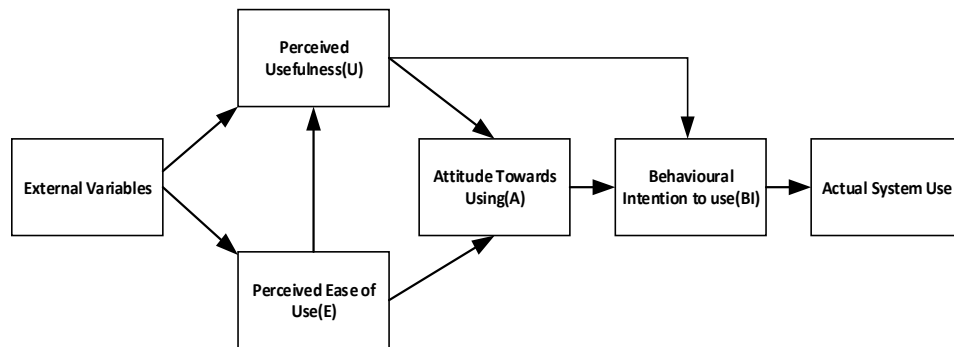 Perceived
Usefulness(U)
External Variables
Attitude Towards
Using(A)
Behavioural
Intention to use(BI)
Actual System Use
Perceived Ease of
Use(E)